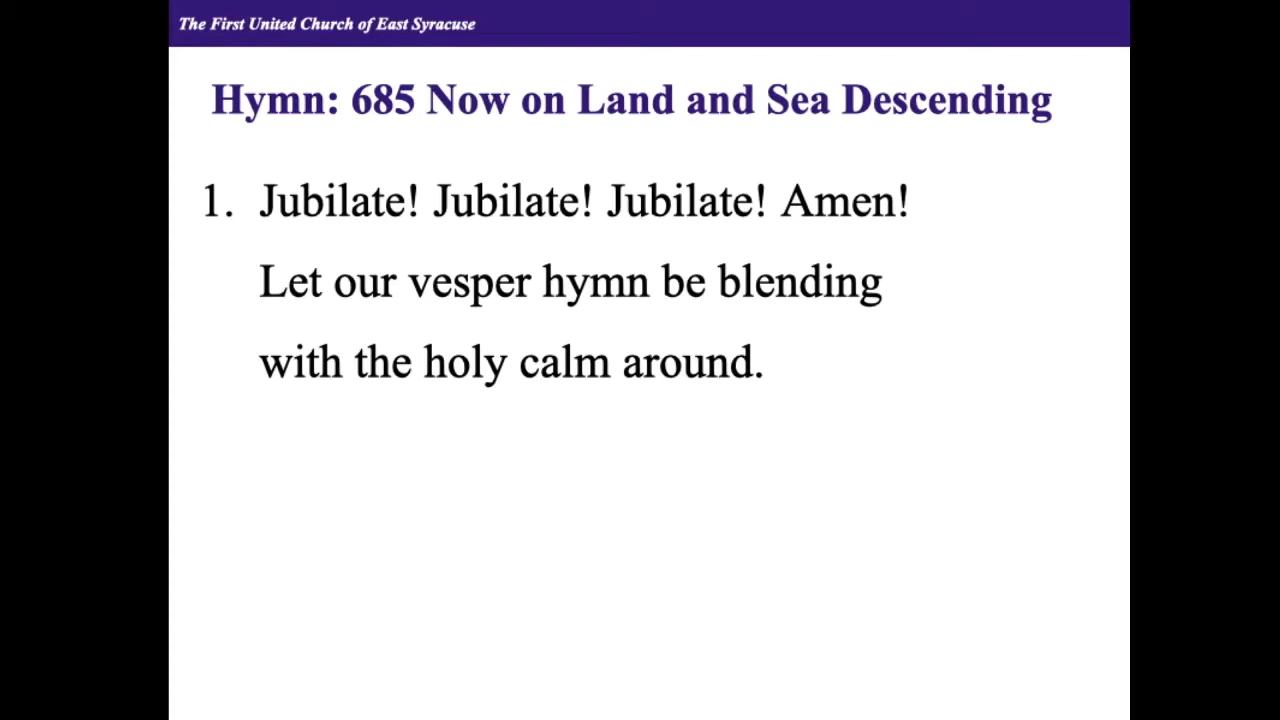 The First United Church of East Syracuse
Hymn: 685 Now on Land and Sea Descending
1. Jubilate! Jubilate! Jubilate! Amen!
Let our vesper hymn be blending
with the holy calm around.